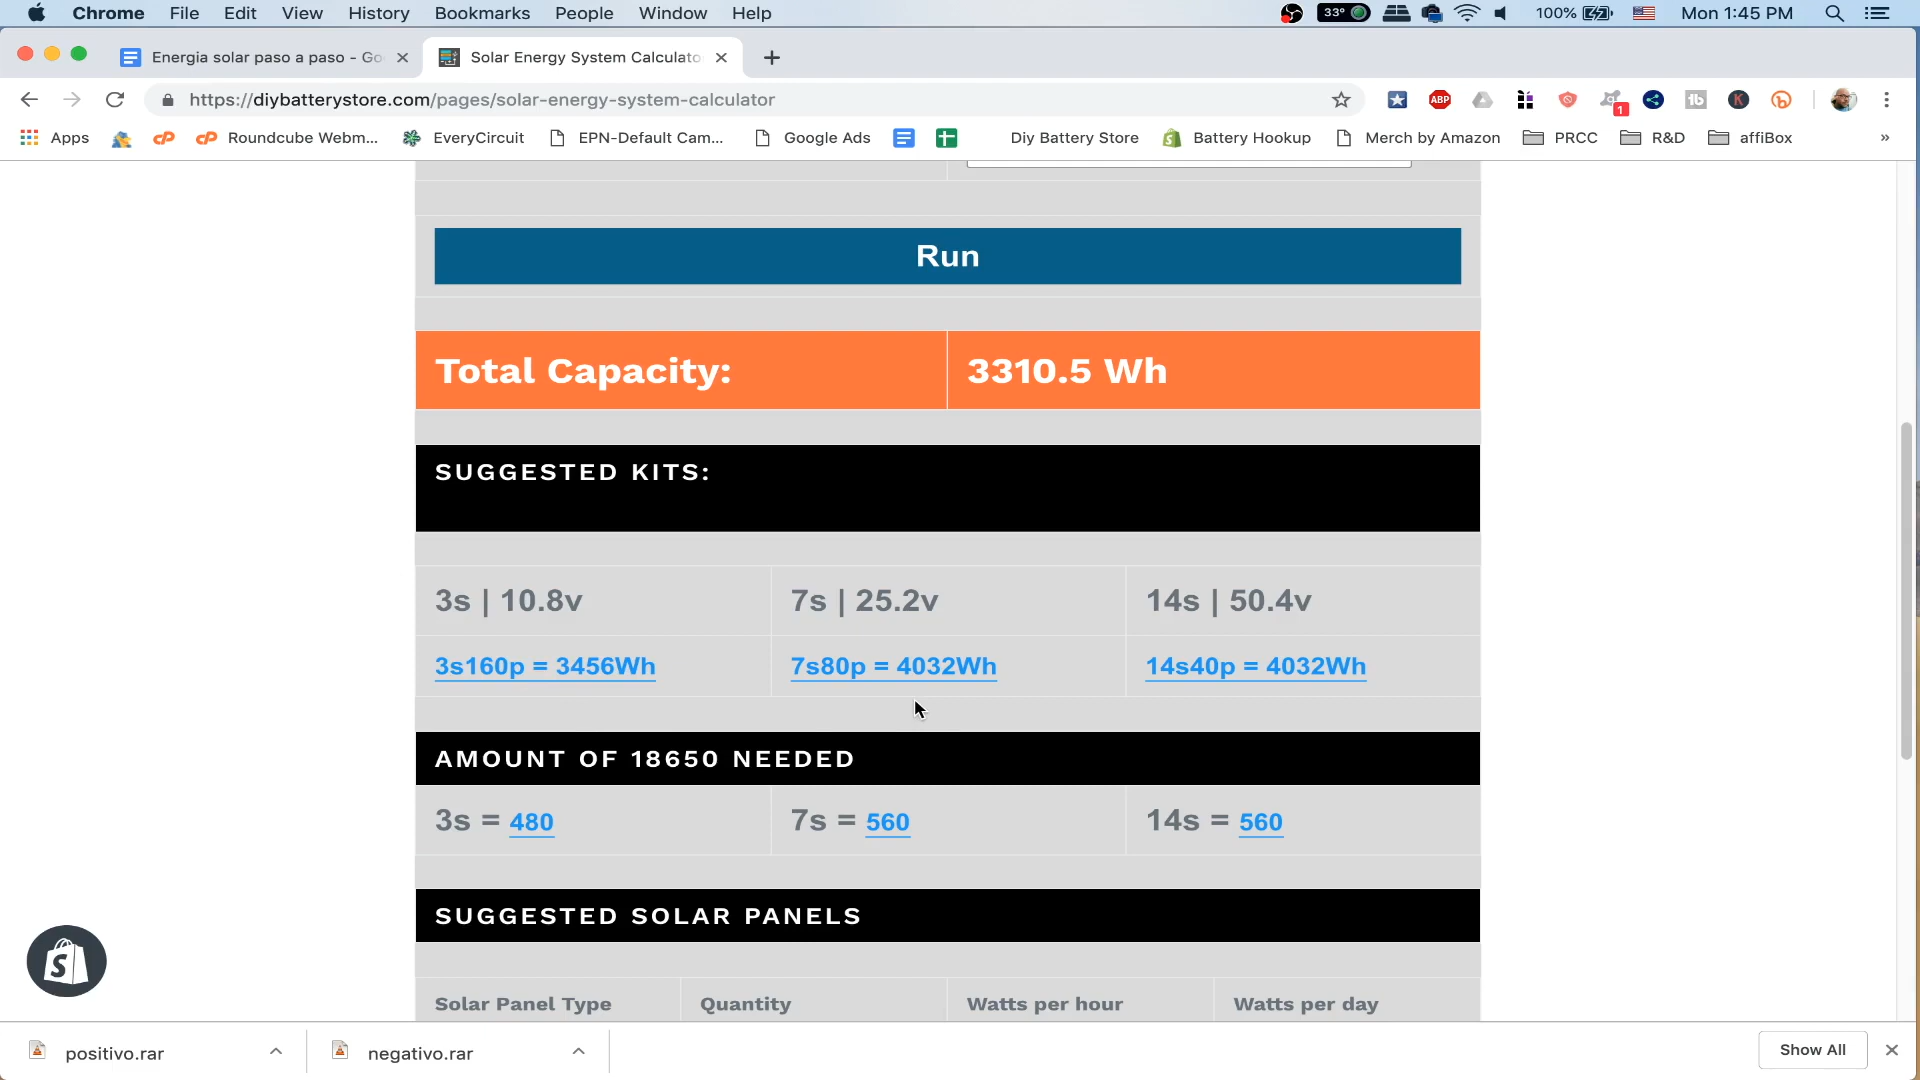 Chrome File Edit View History Bookmarks People Window Help 33° 100% Mon 1:45 PM
Energia solar paso a paso - Go
Solar Energy System Calculato
https://diybatterystore.com/pages/solar-energy-system-calculator
ABP 1 tb K
Apps cP cP Roundcube Webm... EveryCircuit EPN-Default Cam... Google Ads Diy Battery Store Battery Hookup Merch by Amazon PRCC R&D affiBox »
Run
Total Capacity: 3310.5 Wh
SUGGESTED KITS:
3s | 10.8v 7s | 25.2v 14s | 50.4v
3s160p = 3456Wh 7s80p = 4032Wh 14s40p = 4032Wh
AMOUNT OF 18650 NEEDED
3s = 480 7s = 560 14s = 560
SUGGESTED SOLAR PANELS
Solar Panel Type Quantity Watts per hour Watts per day
positivo.rar negativo.rar Show All